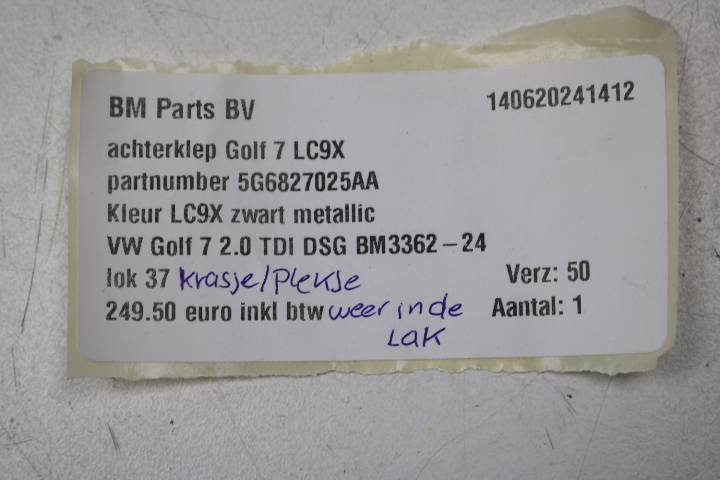 BM Parts BV 140620241412
achterklep Golf 7 LC9X
partnumber 5G6827025AA
Kleur LC9X zwart metallic
VW Golf 7 2.0 TDI DSG BM3362-24
lok 37 krasje/plekje Verz: 50
249.50 euro inkl btw weer in de Aantal: 1
Lak